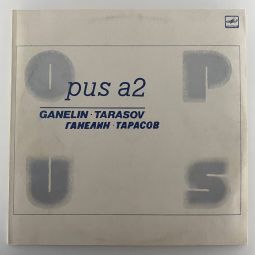 O P
pus a2
GANELIN · TARASOV
ГАНЕЛИН · ТАРАСОВ
U S